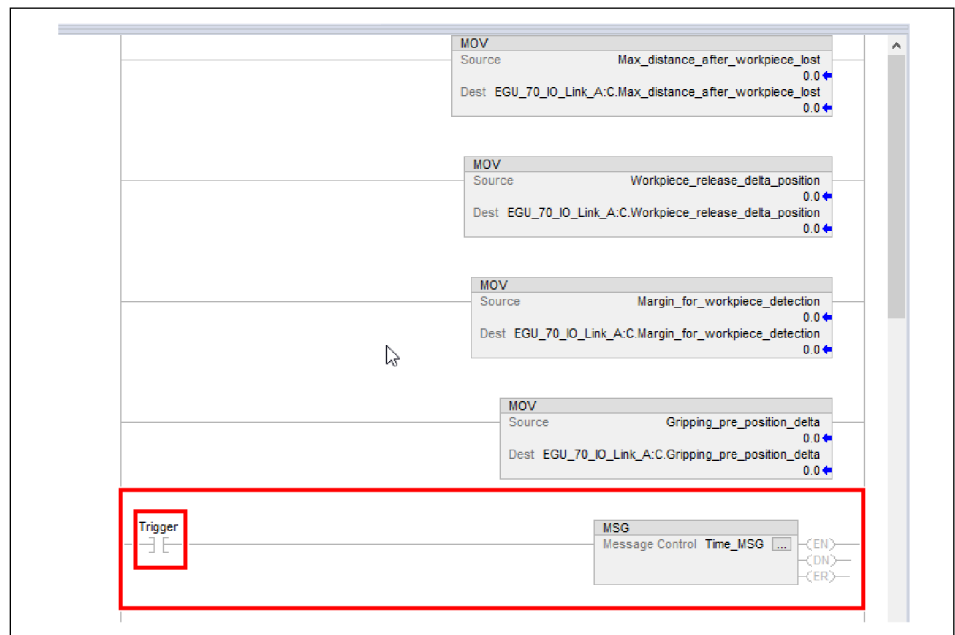 MOV
Source Max_distance_after_workpiece_lost
0.0
Dest EGU_70_IO_Link_A:C.Max_distance_after_workpiece_lost
0.0
MOV
Source Workpiece_release_delta_position
0.0
Dest EGU_70_IO_Link_A:C.Workpiece_release_delta_position
0.0
MOV
Source Margin_for_workpiece_detection
0.0
Dest EGU_70_IO_Link_A:C.Margin_for_workpiece_detection
0.0
MOV
Source Gripping_pre_position_delta
0.0
Dest EGU_70_IO_Link_A:C.Gripping_pre_position_delta
0.0
Trigger
MSG
Message Control Time_MSG ... (EN)
(DN)
(ER)